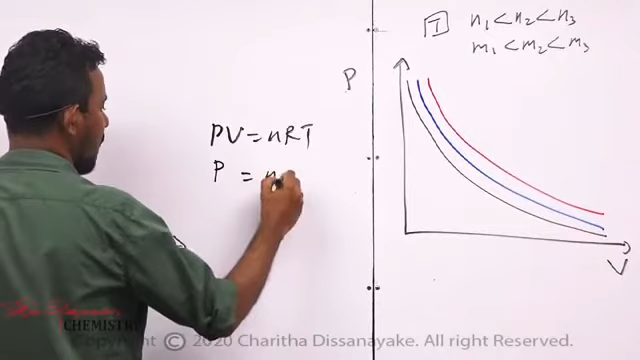 T n₁<n₂<n₃
m₁<m₂<m₃
P
PV=nRT
P = n
V
CHEMISTRY
Copyright © 2020 Charitha Dissanayake. All right reserved.